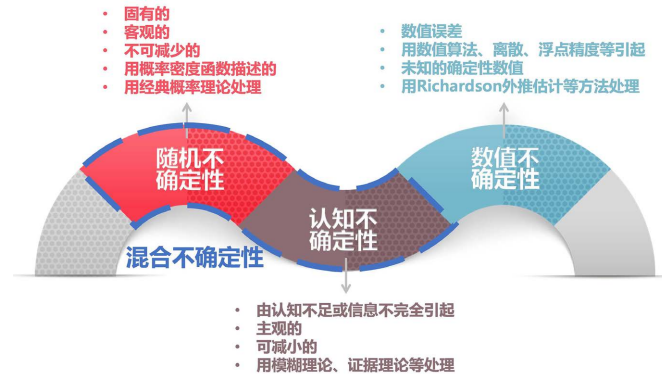 • 固有的
• 客观的
• 不可减少的
• 用概率密度函数描述的
• 用经典概率理论处理
• 数值误差
• 用数值算法、离散、浮点精度等引起
• 未知的确定性数值
• 用Richardson外推估计等方法处理
随机不
确定性
数值不
确定性
认知不
确定性
混合不确定性
• 由认知不足或信息不完全引起
• 主观的
• 可减小的
• 用模糊理论、证据理论等处理